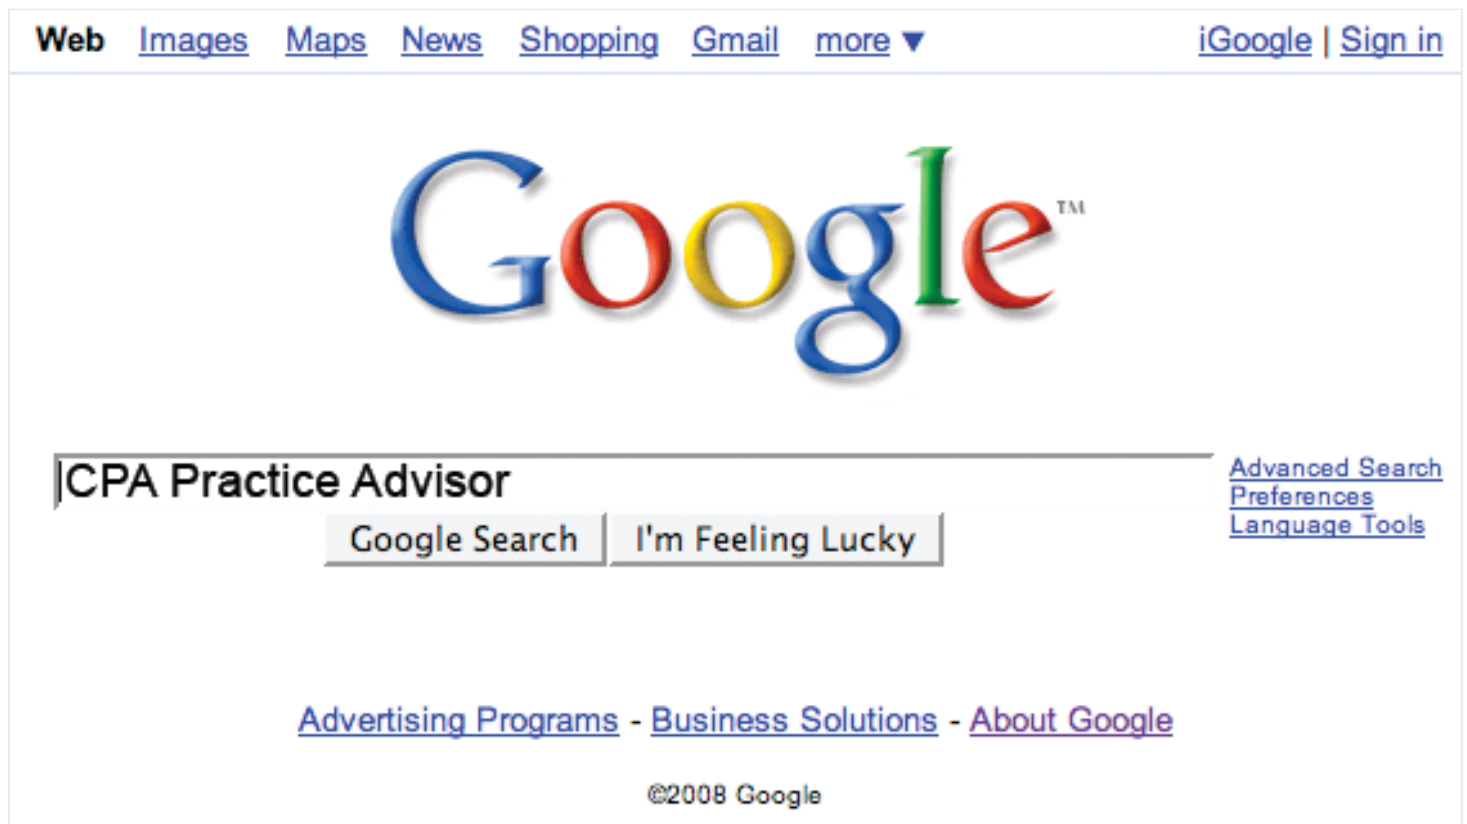 Web Images Maps News Shopping Gmail more ▼ iGoogle | Sign in
Google™
CPA Practice Advisor
Advanced Search
Preferences
Language Tools
Google Search I'm Feeling Lucky
Advertising Programs - Business Solutions - About Google
©2008 Google